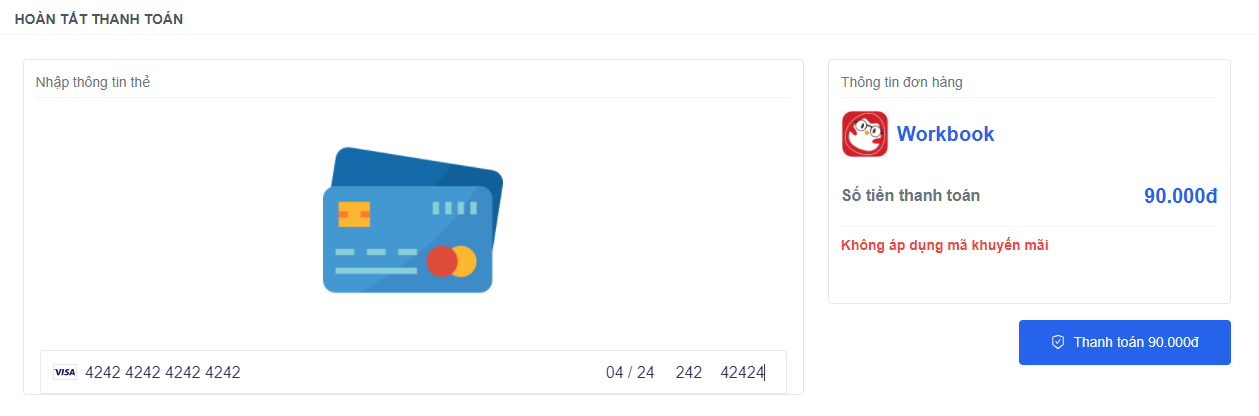 HOÀN TẤT THANH TOÁN
Nhập thông tin thẻ
VISA 4242 4242 4242 4242 04 / 24 242 42424
Thông tin đơn hàng
Workbook
Số tiền thanh toán 90.000đ
Không áp dụng mã khuyến mãi
Thanh toán 90.000đ